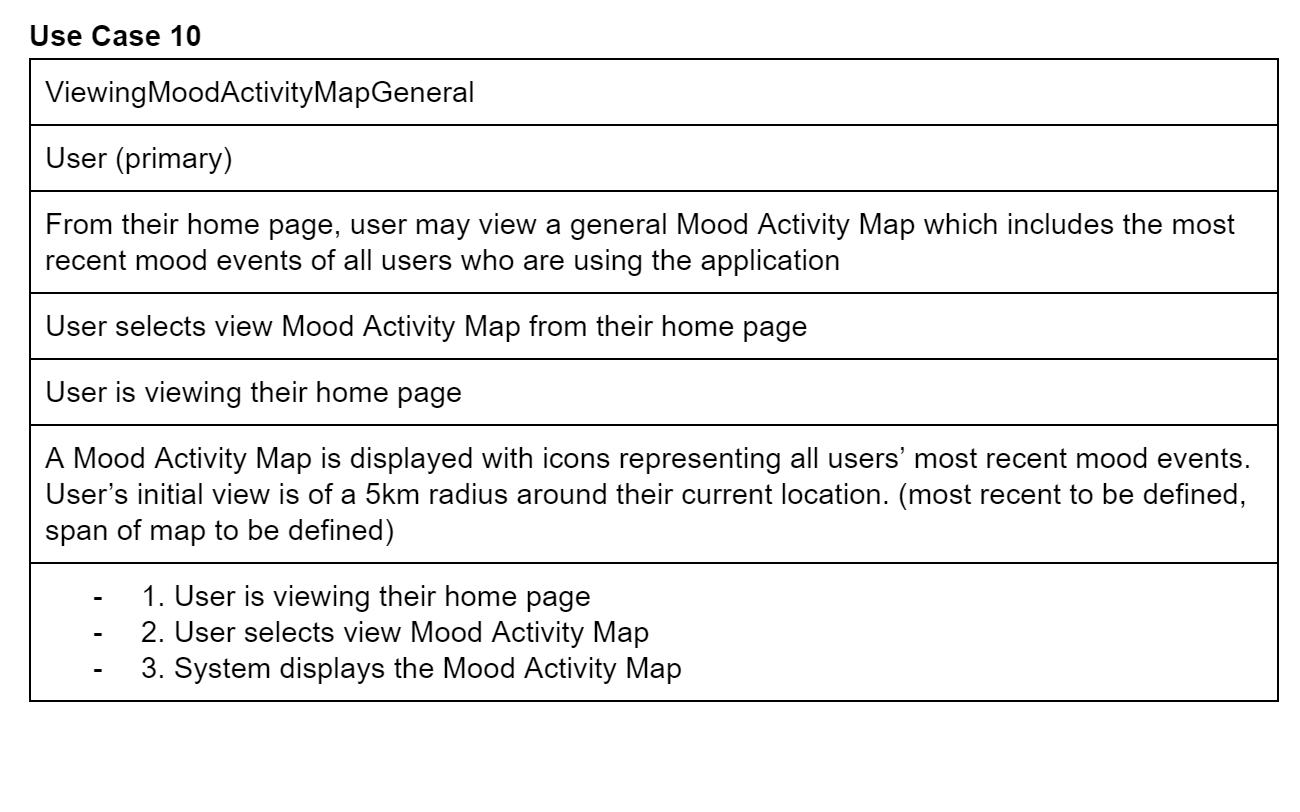 Use Case 10
ViewingMoodActivityMapGeneral
User (primary)
From their home page, user may view a general Mood Activity Map which includes the most
recent mood events of all users who are using the application
User selects view Mood Activity Map from their home page
User is viewing their home page
A Mood Activity Map is displayed with icons representing all users’ most recent mood events.
User’s initial view is of a 5km radius around their current location. (most recent to be defined,
span of map to be defined)
- 1. User is viewing their home page
- 2. User selects view Mood Activity Map
- 3. System displays the Mood Activity Map